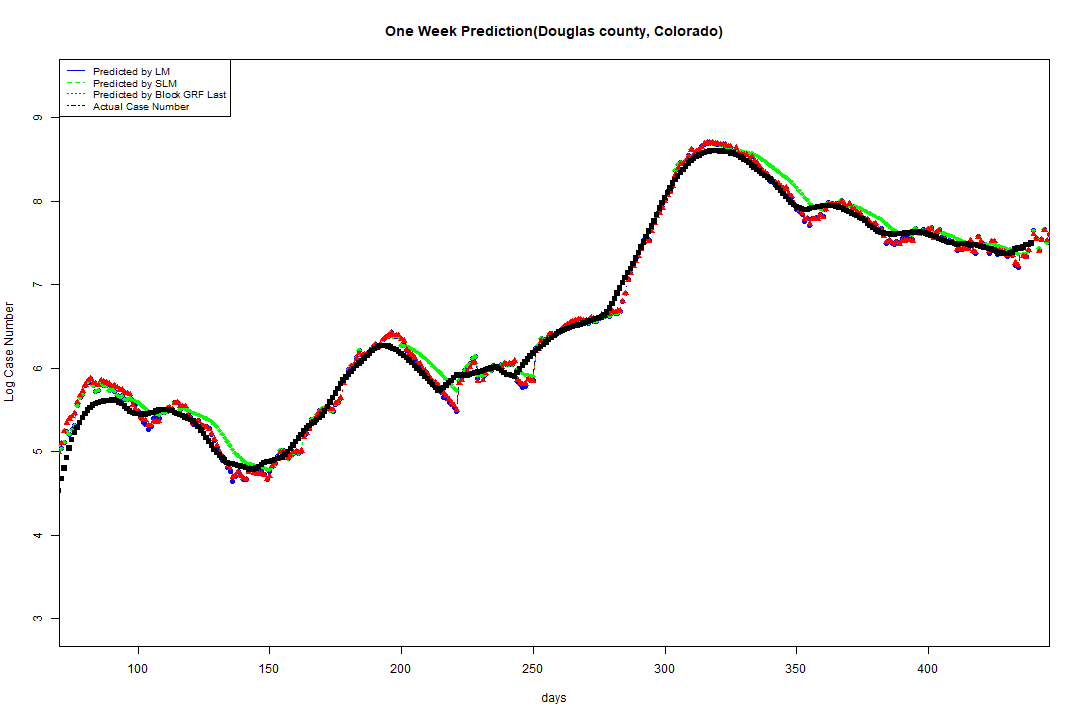 One Week Prediction(Douglas county, Colorado)
Predicted by LM
Predicted by SLM
Predicted by Block GRF Last
Actual Case Number
9
8
7
6
5
4
3
Log Case Number
100 150 200 250 300 350 400
days